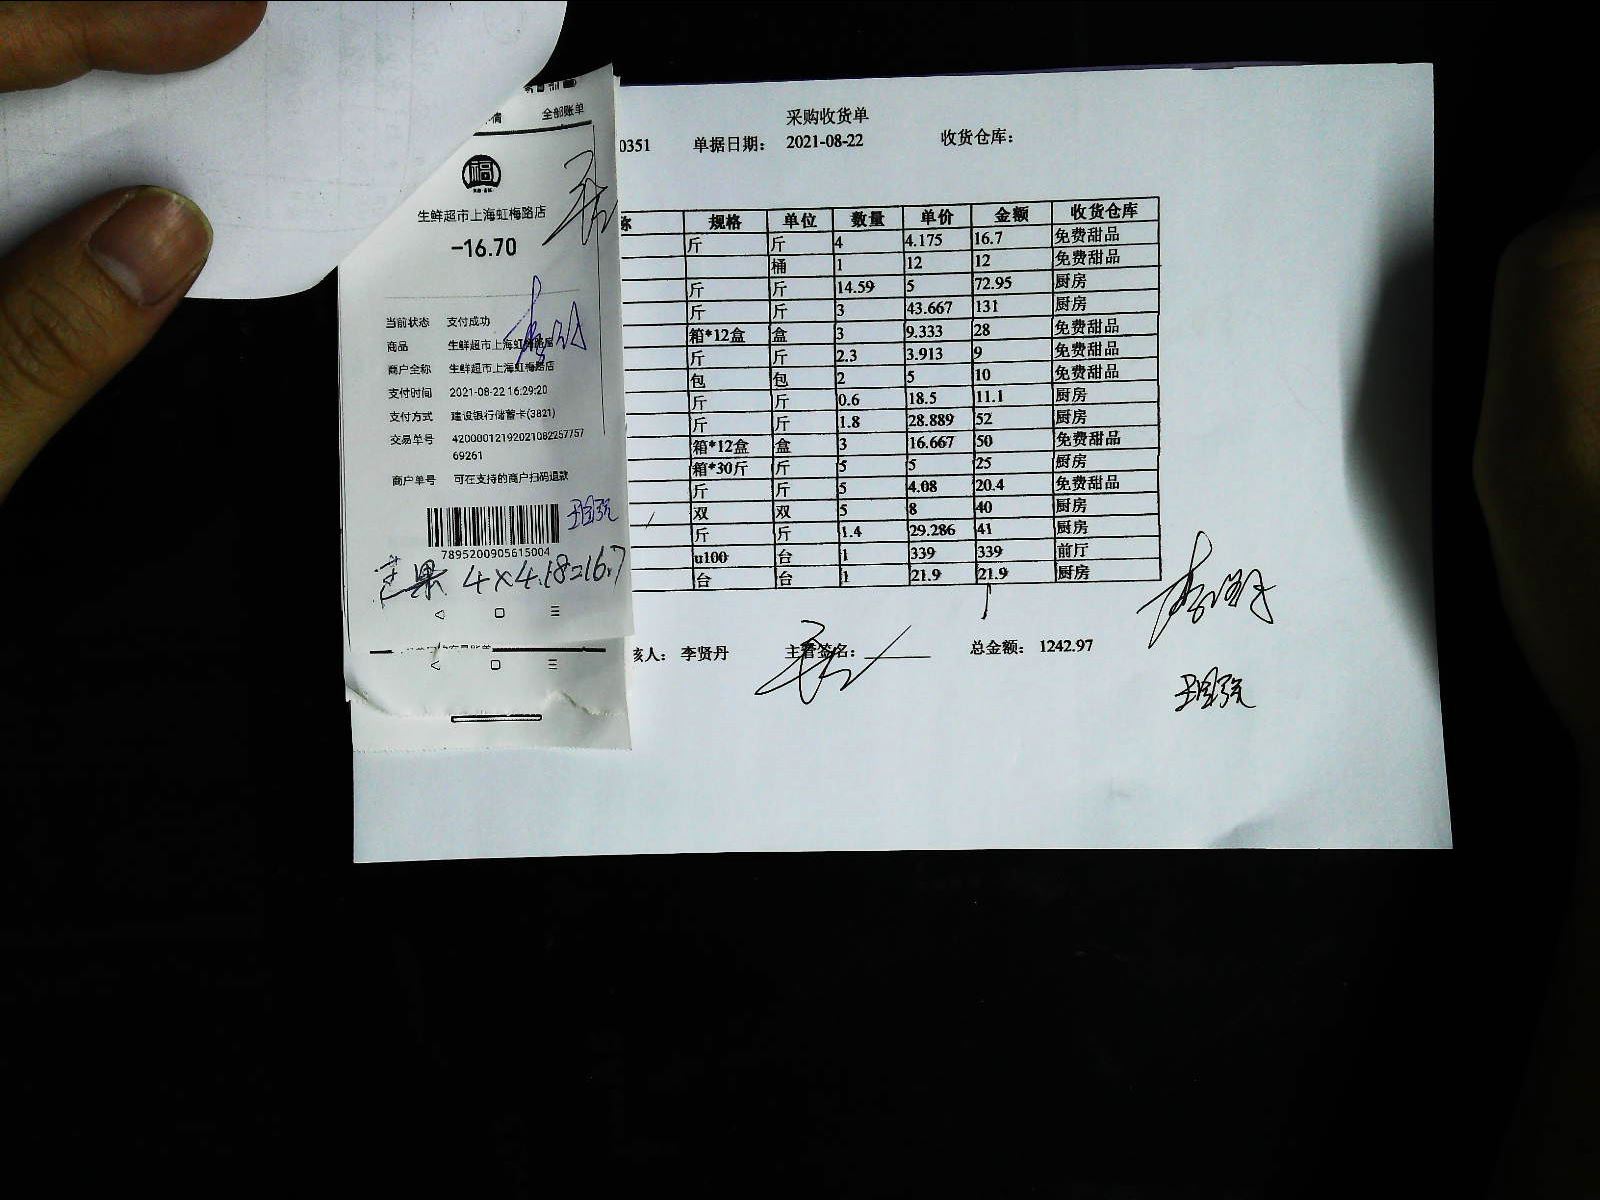 全部账单
福
生鲜超市上海虹梅路店
-16.70
当前状态 支付成功
商品 生鲜超市上海虹梅路店
商户全称 生鲜超市上海虹梅路店
支付时间 2021-08-22 16:29:20
支付方式 建设银行储蓄卡(3821)
交易单号 42000012192021082257757
69261
商户单号 可在支持的商户扫码退款
7895200905615004
芒果 4×4.18=16.7
采购收货单
0351 单据日期: 2021-08-22 收货仓库:
称 规格 单位 数量 单价 金额 收货仓库
斤 斤 4 4.175 16.7 免费甜品
桶 1 12 12 免费甜品
斤 斤 14.59 5 72.95 厨房
斤 斤 3 43.667 131 厨房
箱*12盒 盒 3 9.333 28 免费甜品
斤 斤 2.3 3.913 9 免费甜品
包 包 2 5 10 免费甜品
斤 斤 0.6 18.5 11.1 厨房
斤 斤 1.8 28.889 52 厨房
箱*12盒 盒 3 16.667 50 免费甜品
箱*30斤 斤 5 5 25 厨房
斤 斤 5 4.08 20.4 免费甜品
双 双 5 8 40 厨房
斤 斤 1.4 29.286 41 厨房
u100 台 1 339 339 前厅
台 台 1 21.9 21.9 厨房
核人: 李贤丹 主管签名: 总金额: 1242.97